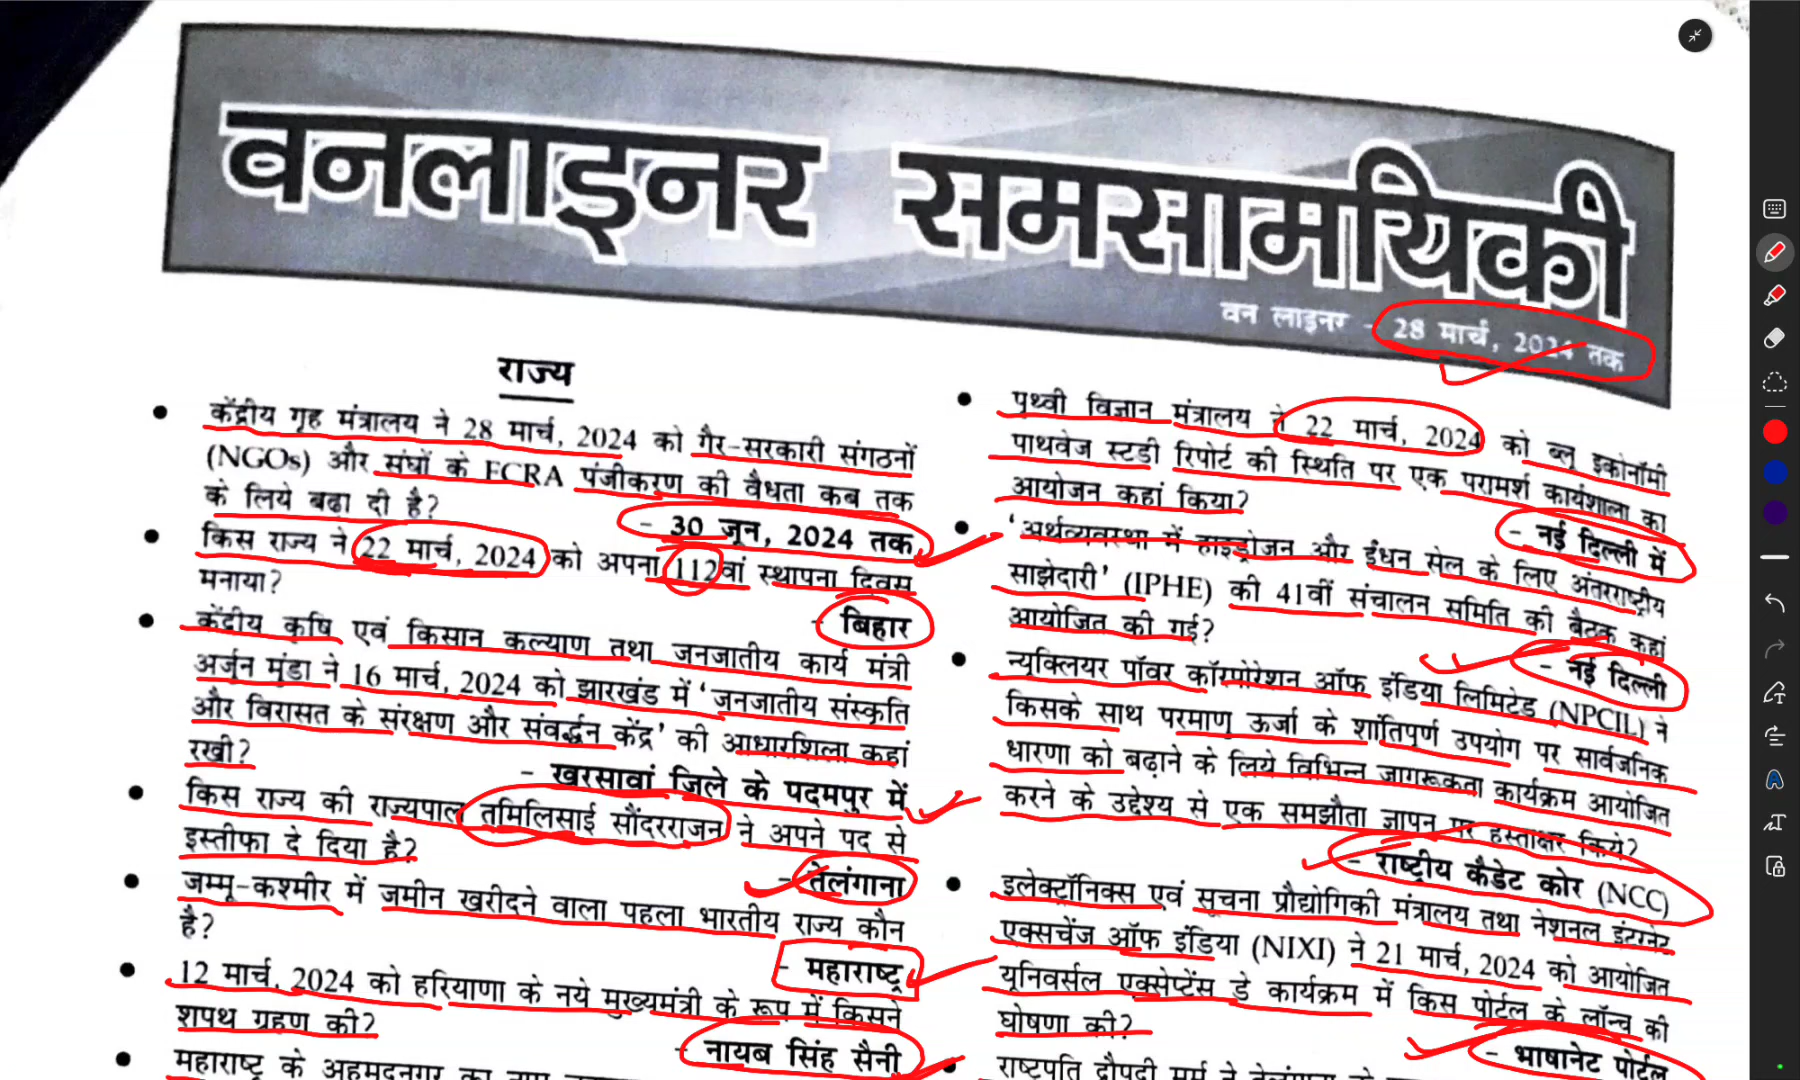 वनलाइनर समसामयिकी
वन लाइनर - 28 मार्च, 2024 तक
राज्य
• केंद्रीय गृह मंत्रालय ने 28 मार्च, 2024 को गैर-सरकारी संगठनों
(NGOs) और संघों के FCRA पंजीकरण की वैधता कब तक
के लिये बढ़ा दी है?
- 30 जून, 2024 तक
• किस राज्य ने 22 मार्च, 2024 को अपना 112वां स्थापना दिवस
मनाया?
- बिहार
• केंद्रीय कृषि एवं किसान कल्याण तथा जनजातीय कार्य मंत्री
अर्जुन मुंडा ने 16 मार्च, 2024 को झारखंड में 'जनजातीय संस्कृति
और विरासत के संरक्षण और संवर्द्धन केंद्र' की आधारशिला कहां
रखी?
- खरसावां जिले के पदमपुर में
• किस राज्य की राज्यपाल तमिलिसाई सौंदरराजन ने अपने पद से
इस्तीफा दे दिया है?
- तेलंगाना
• जम्मू-कश्मीर में जमीन खरीदने वाला पहला भारतीय राज्य कौन
है?
- महाराष्ट्र
• 12 मार्च, 2024 को हरियाणा के नये मुख्यमंत्री के रूप में किसने
शपथ ग्रहण की?
- नायब सिंह सैनी
• महाराष्ट्र के अहमदनगर का नाम
• पृथ्वी विज्ञान मंत्रालय ने 22 मार्च, 2024 को ब्लू इकोनॉमी
पाथवेज स्टडी रिपोर्ट की स्थिति पर एक परामर्श कार्यशाला का
आयोजन कहां किया?
- नई दिल्ली में
• 'अर्थव्यवस्था में हाइड्रोजन और ईंधन सेल के लिए अंतरराष्ट्रीय
साझेदारी' (IPHE) की 41वीं संचालन समिति की बैठक कहां
आयोजित की गई?
- नई दिल्ली
• न्यूक्लियर पॉवर कॉरपोरेशन ऑफ इंडिया लिमिटेड (NPCIL) ने
किसके साथ परमाणु ऊर्जा के शांतिपूर्ण उपयोग पर सार्वजनिक
धारणा को बढ़ाने के लिये विभिन्न जागरूकता कार्यक्रम आयोजित
करने के उद्देश्य से एक समझौता ज्ञापन पर हस्ताक्षर किये?
- राष्ट्रीय कैडेट कोर (NCC)
• इलेक्ट्रॉनिक्स एवं सूचना प्रौद्योगिकी मंत्रालय तथा नेशनल इंटरनेट
एक्सचेंज ऑफ इंडिया (NIXI) ने 21 मार्च, 2024 को आयोजित
यूनिवर्सल एक्सेप्टेंस डे कार्यक्रम में किस पोर्टल के लॉन्च की
घोषणा की?
- भाषानेट पोर्टल
• राष्ट्रपति द्रौपदी मुर्मू ने तेलंगाना